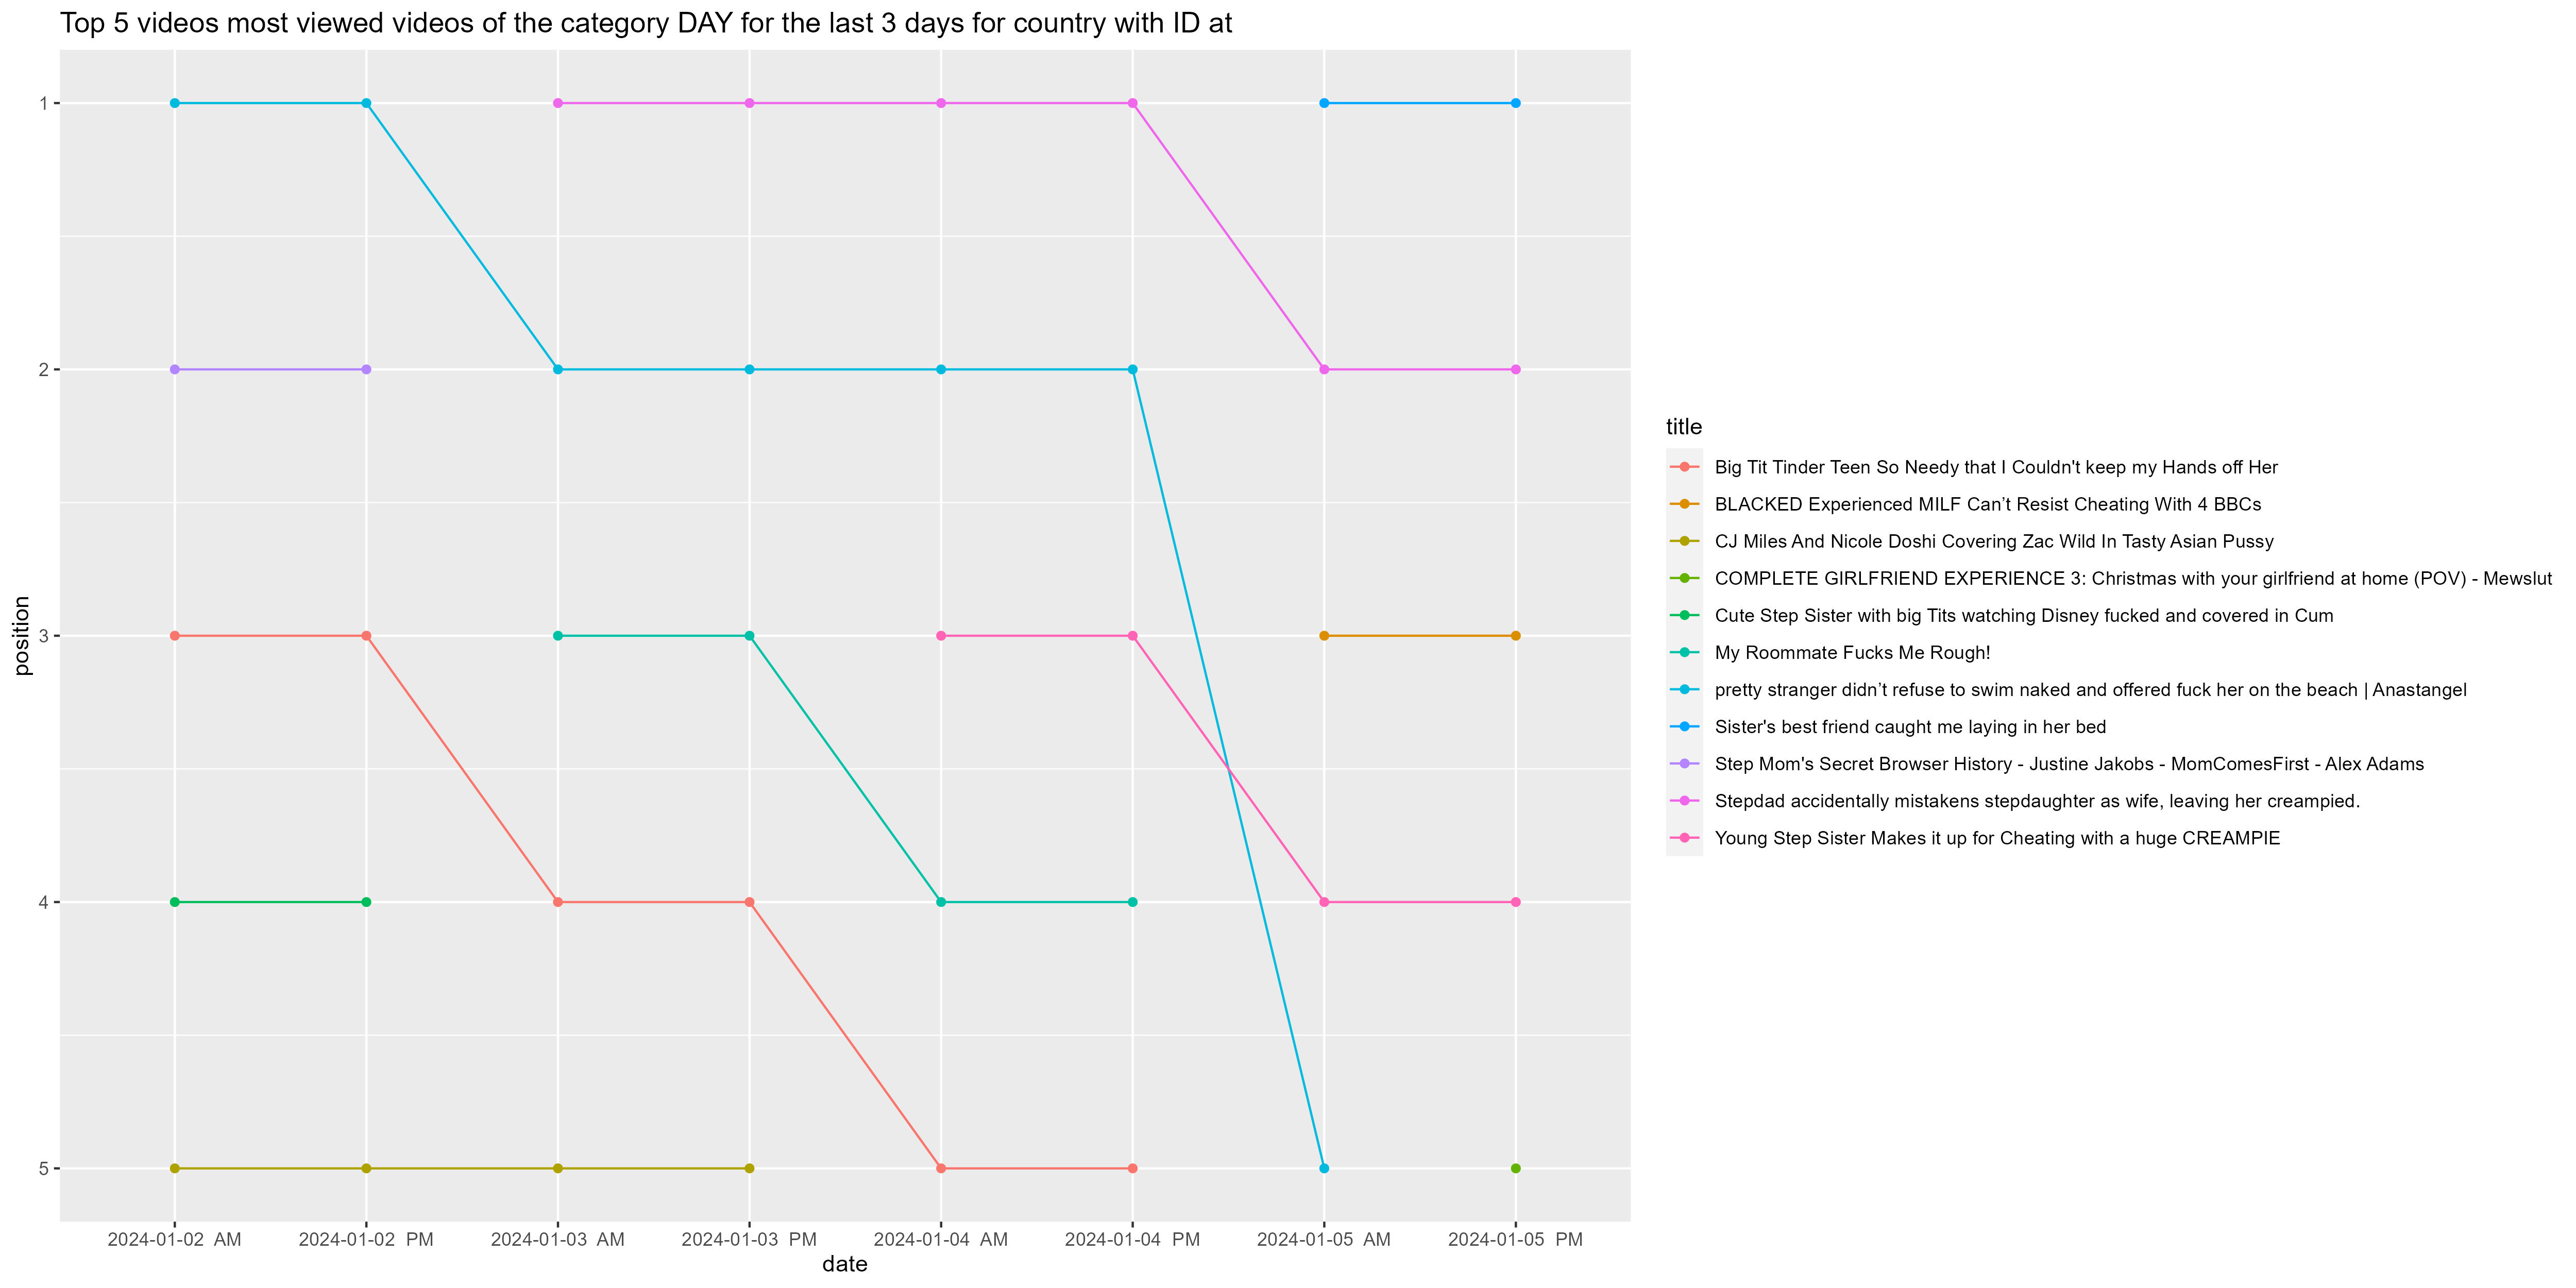 Top 5 videos most viewed videos of the category DAY for the last 3 days for country with ID at
1
2
3
4
5
position
2024-01-02 AM
2024-01-02 PM
2024-01-03 AM
2024-01-03 PM
2024-01-04 AM
2024-01-04 PM
2024-01-05 AM
2024-01-05 PM
date
title
Big Tit Tinder Teen So Needy that I Couldn't keep my Hands off Her
BLACKED Experienced MILF Can’t Resist Cheating With 4 BBCs
CJ Miles And Nicole Doshi Covering Zac Wild In Tasty Asian Pussy
COMPLETE GIRLFRIEND EXPERIENCE 3: Christmas with your girlfriend at home (POV) - Mewslut
Cute Step Sister with big Tits watching Disney fucked and covered in Cum
My Roommate Fucks Me Rough!
pretty stranger didn’t refuse to swim naked and offered fuck her on the beach | Anastangel
Sister's best friend caught me laying in her bed
Step Mom's Secret Browser History - Justine Jakobs - MomComesFirst - Alex Adams
Stepdad accidentally mistakens stepdaughter as wife, leaving her creampied.
Young Step Sister Makes it up for Cheating with a huge CREAMPIE